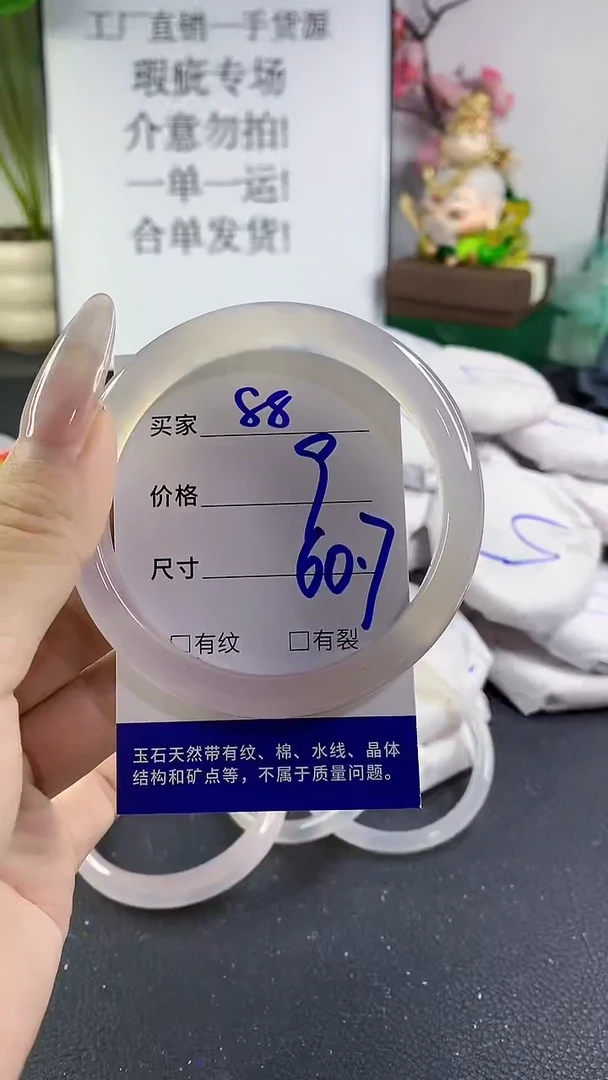 工厂直销一手货源
瑕疵专场
介意勿拍!
一单一运!
合单发货!
买家 88
价格 9
尺寸 60.7
□有纹 □有裂
玉石天然带有纹、棉、水线、晶体
结构和矿点等，不属于质量问题。